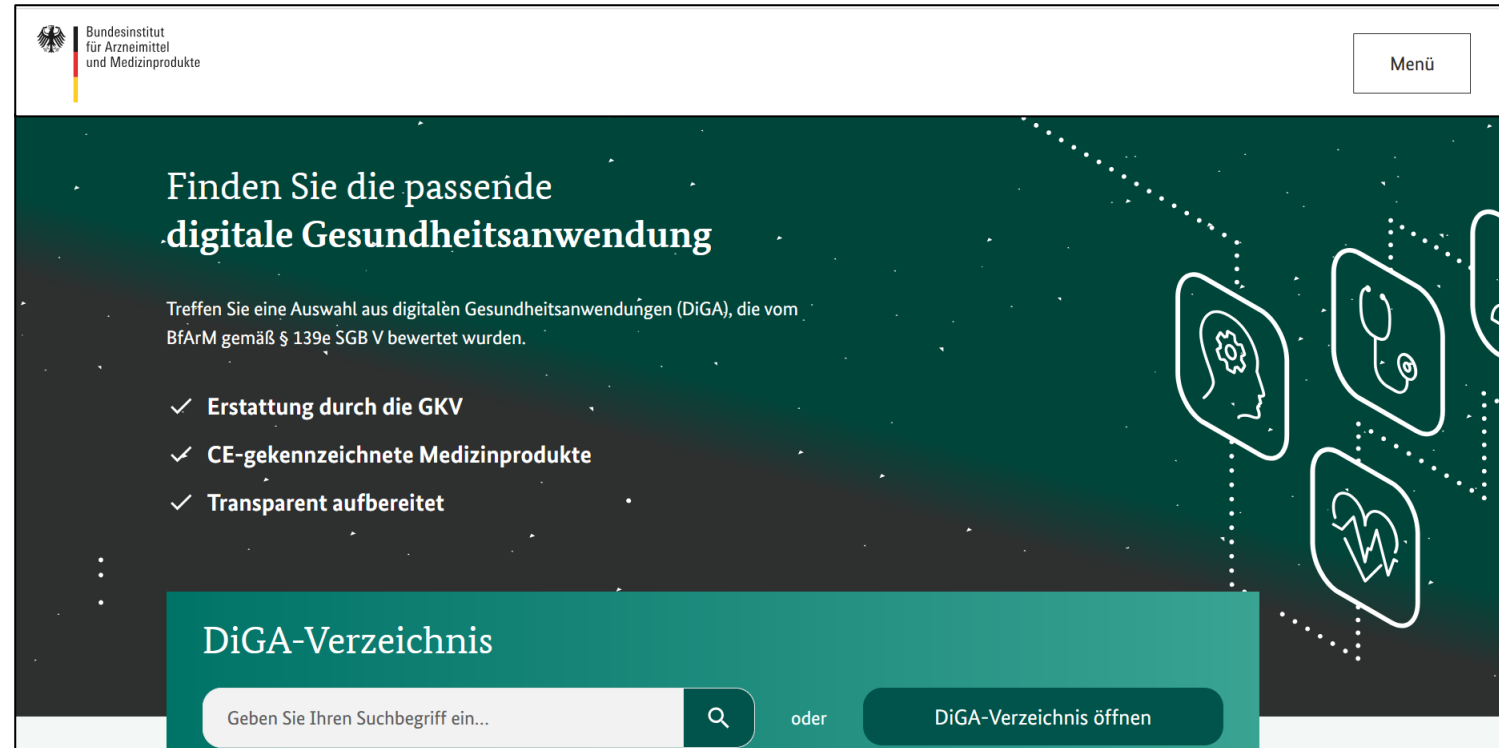 Bundesinstitut
für Arzneimittel
und Medizinprodukte
Menü
Finden Sie die passende
digitale Gesundheitsanwendung
Treffen Sie eine Auswahl aus digitalen Gesundheitsanwendungen (DiGA), die vom
BfArM gemäß § 139e SGB V bewertet wurden.
Erstattung durch die GKV
CE-gekennzeichnete Medizinprodukte
Transparent aufbereitet
DiGA-Verzeichnis
Geben Sie Ihren Suchbegriff ein...
oder
DiGA-Verzeichnis öffnen